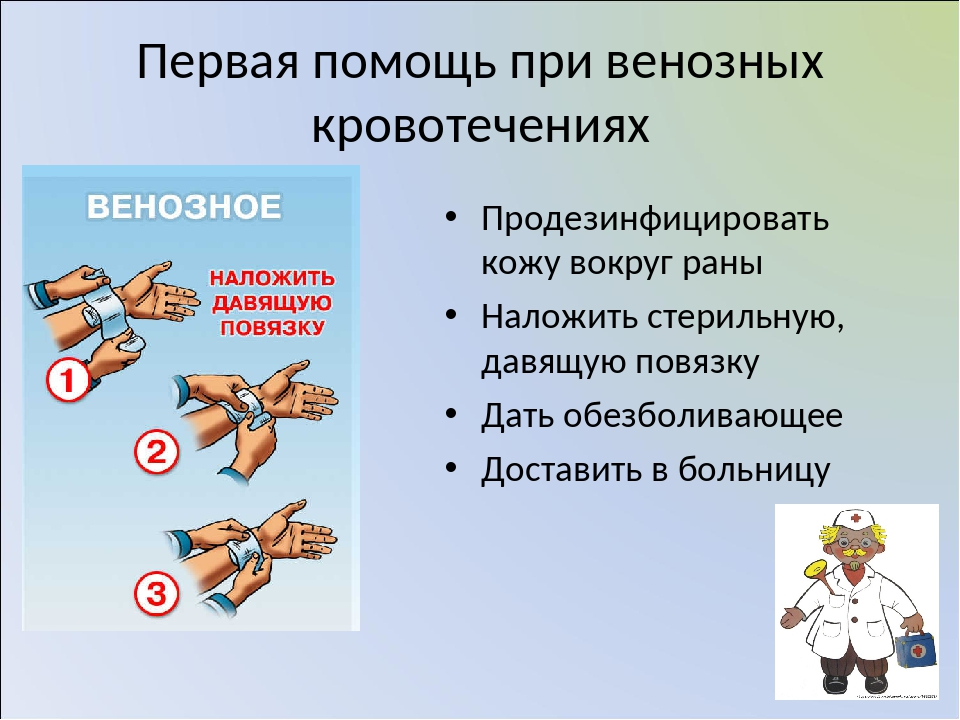 Первая помощь при венозных
кровотечениях
ВЕНОЗНОЕ
НАЛОЖИТЬ
ДАВЯЩУЮ
ПОВЯЗКУ
1
2
3
• Продезинфицировать
кожу вокруг раны
• Наложить стерильную,
давящую повязку
• Дать обезболивающее
• Доставить в больницу